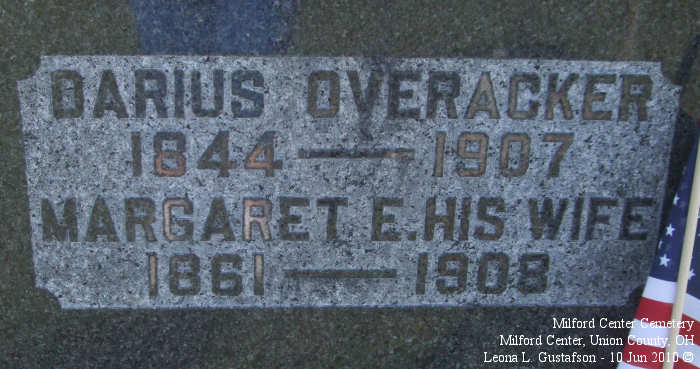 DARIUS OVERACKER
1844 — 1907
MARGARET E. HIS WIFE
1861 — 1908
Milford Center Cemetery
Milford Center, Union County, OH
Leona L. Gustafson - 10 Jun 2010 ©